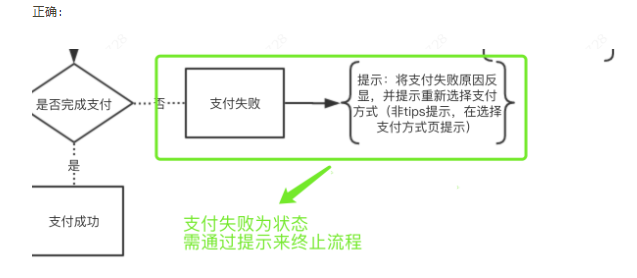 正确：
是否完成支付
否
支付失败
提示：将支付失败原因反
显，并提示重新选择支付
方式（非tips提示，在选择
支付方式页提示）
是
支付成功
支付失败为状态
需通过提示来终止流程